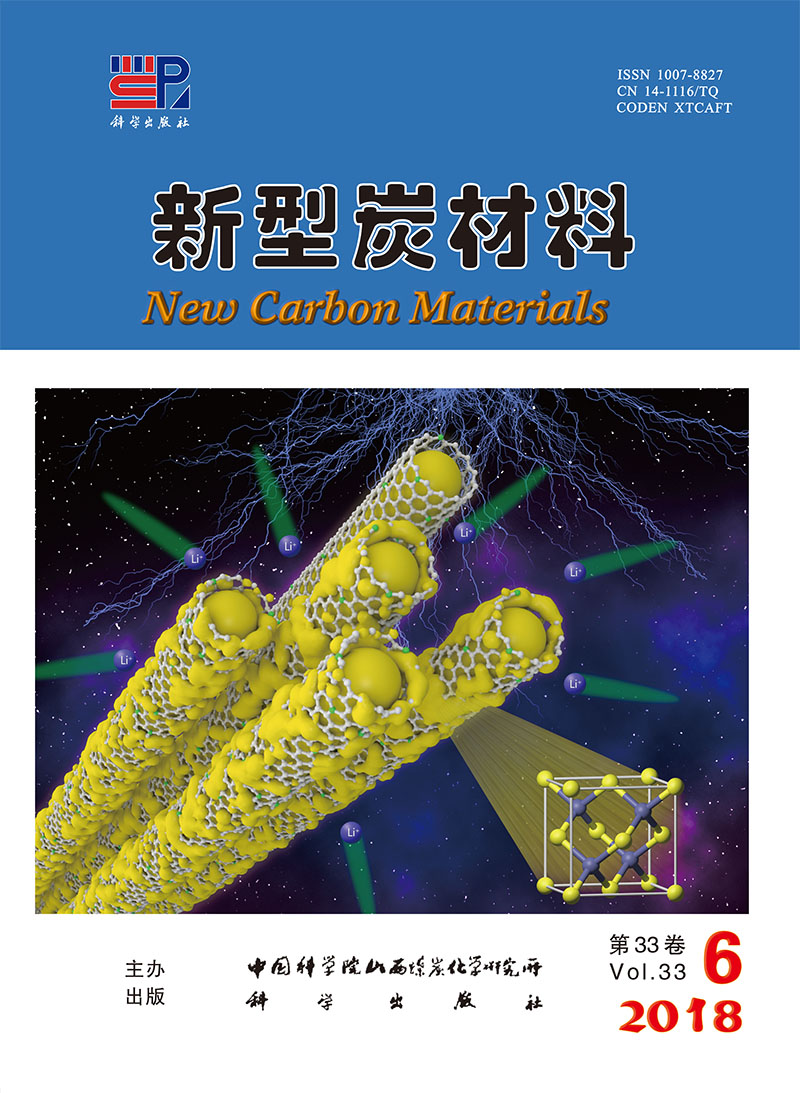 科学出版社
ISSN 1007-8827
CN 14-1116/TQ
CODEN XTCAFT
新型炭材料
New Carbon Materials
Li+
Li+
Li+
Li+
Li+
Li+
Li+
主办 中国科学院山西煤炭化学研究所
出版 科学出版社
第33卷
Vol.33
6
2018